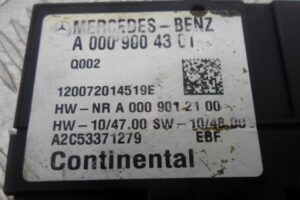 MERCEDES-BENZ
A 000 900 43 01
Q002
120072014519E
HW-NR A 000 901 21 00
HW-10/47.00 SW-10/48.00
A2C53371279 EBF
Continental